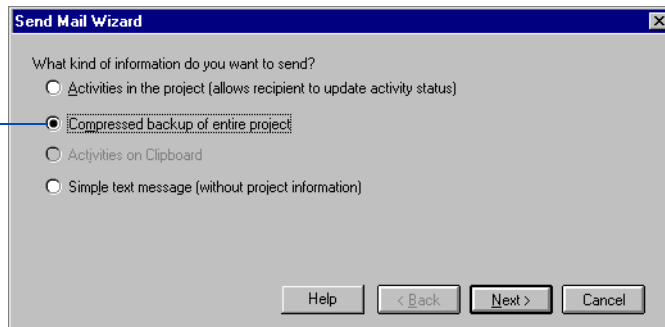 Send Mail Wizard
What kind of information do you want to send?
Activities in the project (allows recipient to update activity status)
Compressed backup of entire project
Activities on Clipboard
Simple text message (without project information)
Help
< Back
Next >
Cancel